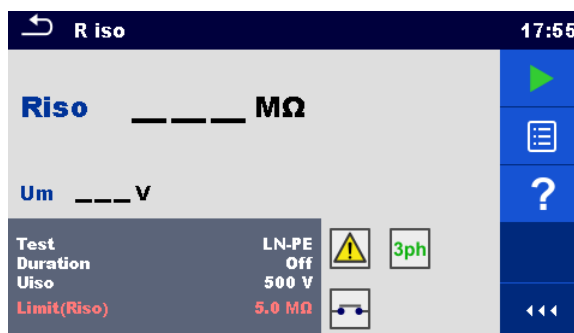 R iso 17:55
Riso ___ MΩ
Um ___ V
?
Test LN-PE
Duration Off
Uiso 500 V
Limit(Riso) 5.0 MΩ
3ph